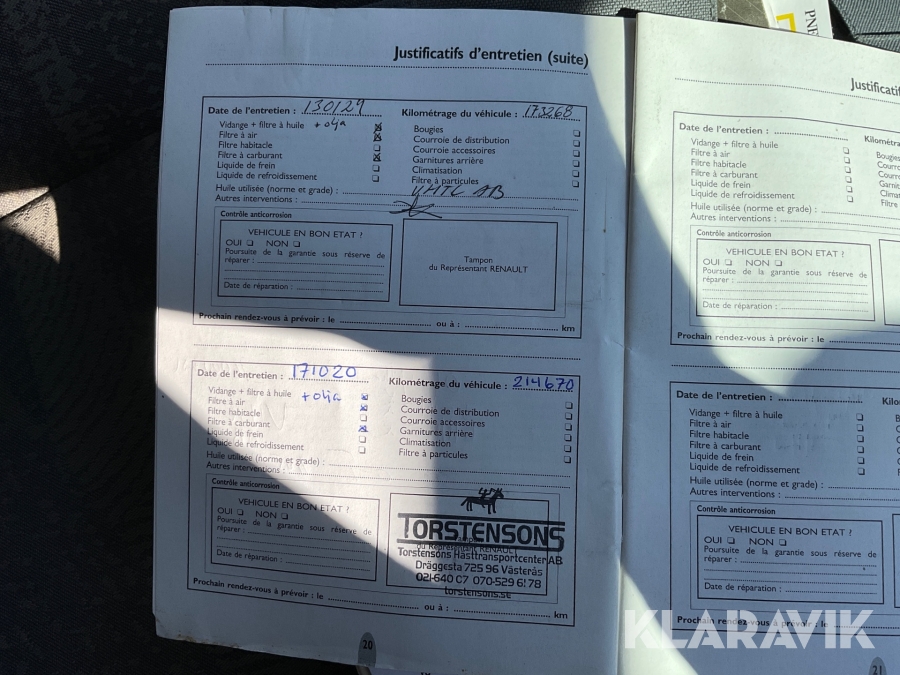 Justificatifs d'entretien (suite)
Date de l'entretien : 130129 Kilométrage du véhicule : 173268
Vidange + filtre à huile + olja
Filtre à air
Filtre habitacle
Filtre à carburant
Liquide de frein
Liquide de refroidissement
Bougies
Courroie de distribution
Courroie accessoires
Garnitures arrière
Climatisation
Filtre à particules
Huile utilisée (norme et grade) :
Autres interventions :
Contrôle anticorrosion
VEHICULE EN BON ETAT ?
OUI NON
Poursuite de la garantie sous réserve de
réparer :
Date de réparation :
Tampon
du Représentant RENAULT
Prochain rendez-vous à prévoir : le ou à : km
Date de l'entretien : 171020 Kilométrage du véhicule : 214670
Vidange + filtre à huile + olja
Filtre à air
Filtre habitacle
Filtre à carburant
Liquide de frein
Liquide de refroidissement
Bougies
Courroie de distribution
Courroie accessoires
Garnitures arrière
Climatisation
Filtre à particules
Huile utilisée (norme et grade) :
Autres interventions :
Contrôle anticorrosion
VEHICULE EN BON ETAT ?
OUI NON
Poursuite de la garantie sous réserve de
réparer :
Date de réparation :
TORSTENSONS
du Représentant RENAULT
Torstensons Hästtransportcenter AB
Dräggesta 725 96 Västerås
021-640 07 070-529 61 78
torstensons.se
Prochain rendez-vous à prévoir : le ou à : km
20
Date de l'entretien :
Vidange + filtre à huile
Filtre à air
Filtre habitacle
Filtre à carburant
Liquide de frein
Liquide de refroidissement
Huile utilisée (norme et grade) :
Autres interventions :
Contrôle anticorrosion
VEHICULE EN BON ETAT ?
OUI NON
Poursuite de la garantie sous réserve de
réparer :
Date de réparation :
Prochain rendez-vous à prévoir : le
Date de l'entretien :
Vidange + filtre à huile
Filtre à air
Filtre habitacle
Filtre à carburant
Liquide de frein
Liquide de refroidissement
Huile utilisée (norme et grade) :
Autres interventions :
Contrôle anticorrosion
VEHICULE EN BON ETAT ?
OUI NON
Poursuite de la garantie sous réserve de
réparer :
Date de réparation :
Prochain rendez-vous à prévoir : le
21
KLARAVIK